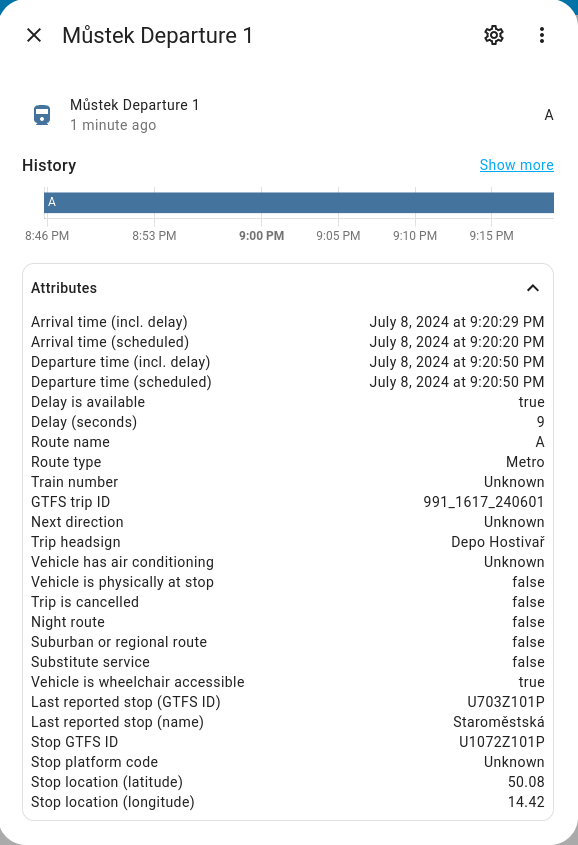 Můstek Departure 1
Můstek Departure 1
1 minute ago
A
History
Show more
A
8:46 PM
8:53 PM
9:00 PM
9:05 PM
9:10 PM
9:15 PM
Attributes
Arrival time (incl. delay) July 8, 2024 at 9:20:29 PM
Arrival time (scheduled) July 8, 2024 at 9:20:20 PM
Departure time (incl. delay) July 8, 2024 at 9:20:50 PM
Departure time (scheduled) July 8, 2024 at 9:20:50 PM
Delay is available true
Delay (seconds) 9
Route name A
Route type Metro
Train number Unknown
GTFS trip ID 991_1617_240601
Next direction Unknown
Trip headsign Depo Hostivař
Vehicle has air conditioning Unknown
Vehicle is physically at stop false
Trip is cancelled false
Night route false
Suburban or regional route false
Substitute service false
Vehicle is wheelchair accessible true
Last reported stop (GTFS ID) U703Z101P
Last reported stop (name) Staroměstská
Stop GTFS ID U1072Z101P
Stop platform code Unknown
Stop location (latitude) 50.08
Stop location (longitude) 14.42